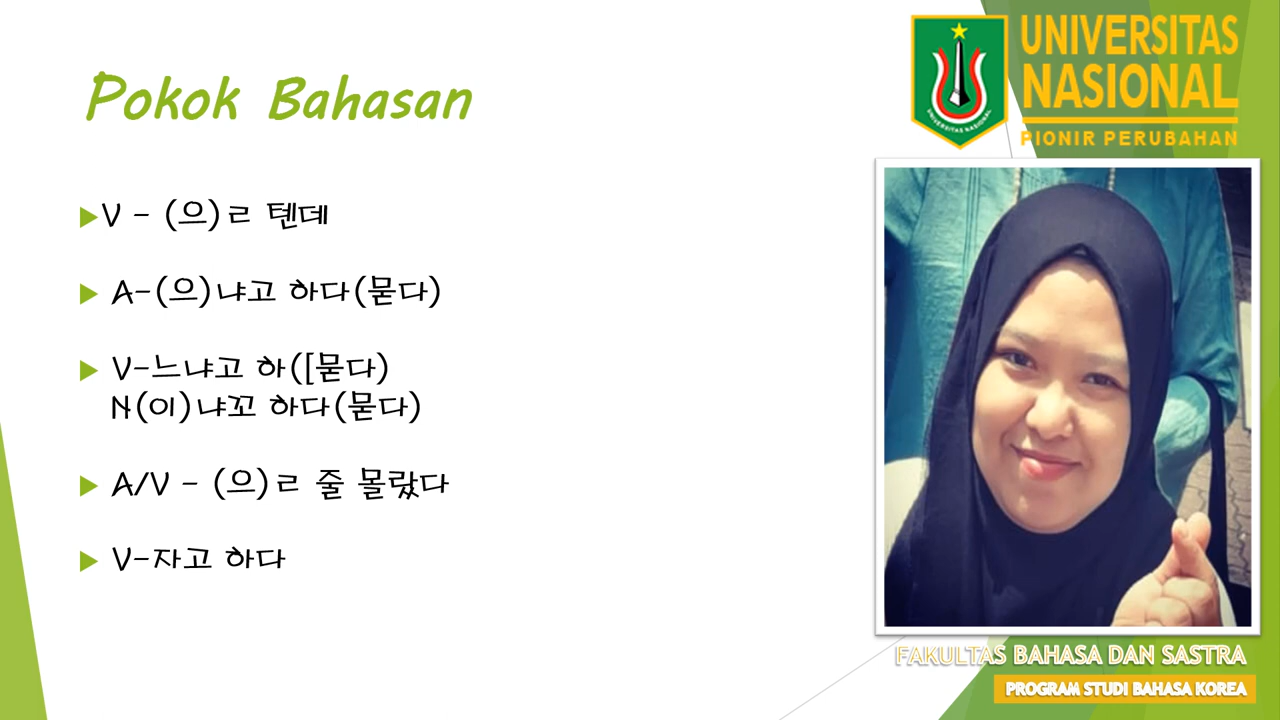 UNIVERSITAS
NASIONAL
PIONIR PERUBAHAN
UNIVERSITAS NASIONAL
Pokok Bahasan
V - (으)ㄹ 텐데
A-(으)냐고 하다(묻다)
V-느냐고 하([묻다)
N(이)냐꼬 하다(묻다)
A/V - (으)ㄹ 줄 몰랐다
V-자고 하다
FAKULTAS BAHASA DAN SASTRA
PROGRAM STUDI BAHASA KOREA